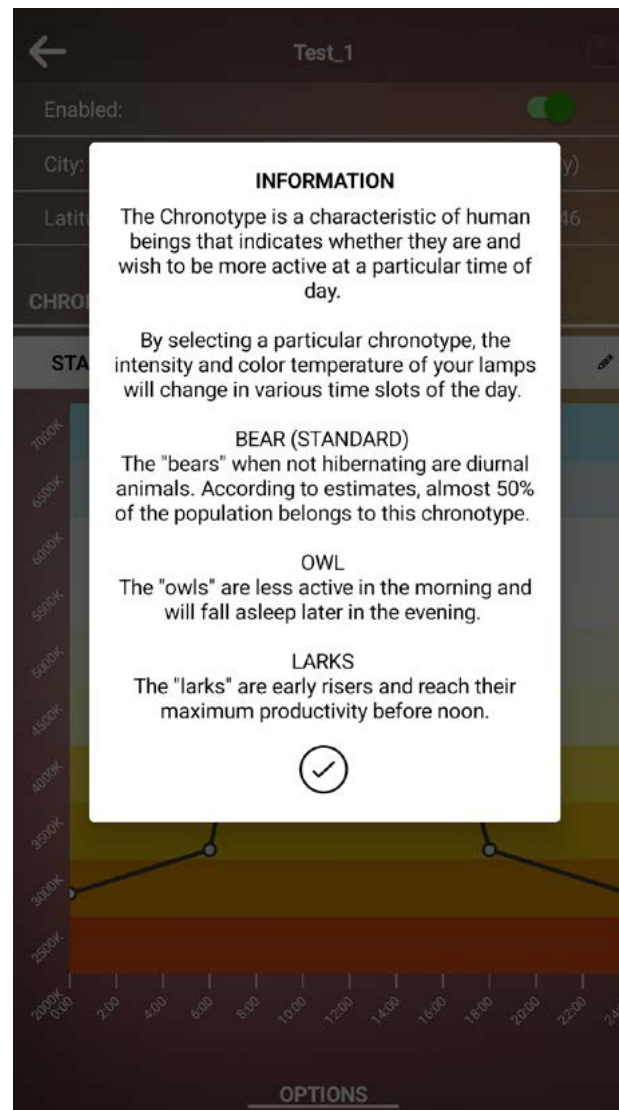 Test_1
Enabled:
City:
y)
Latitu
46
INFORMATION
The Chronotype is a characteristic of human
beings that indicates whether they are and
wish to be more active at a particular time of
day.
By selecting a particular chronotype, the
intensity and color temperature of your lamps
will change in various time slots of the day.
BEAR (STANDARD)
The "bears" when not hibernating are diurnal
animals. According to estimates, almost 50%
of the population belongs to this chronotype.
OWL
The "owls" are less active in the morning and
will fall asleep later in the evening.
LARKS
The "larks" are early risers and reach their
maximum productivity before noon.
CHRO
STA
7000K
6500K
6000K
5500K
5000K
4500K
4000K
3500K
3000K
2500K
2000K
0:00 2:00 4:00 6:00 8:00 10:00 12:00 14:00 16:00 18:00 20:00 22:00 24
OPTIONS